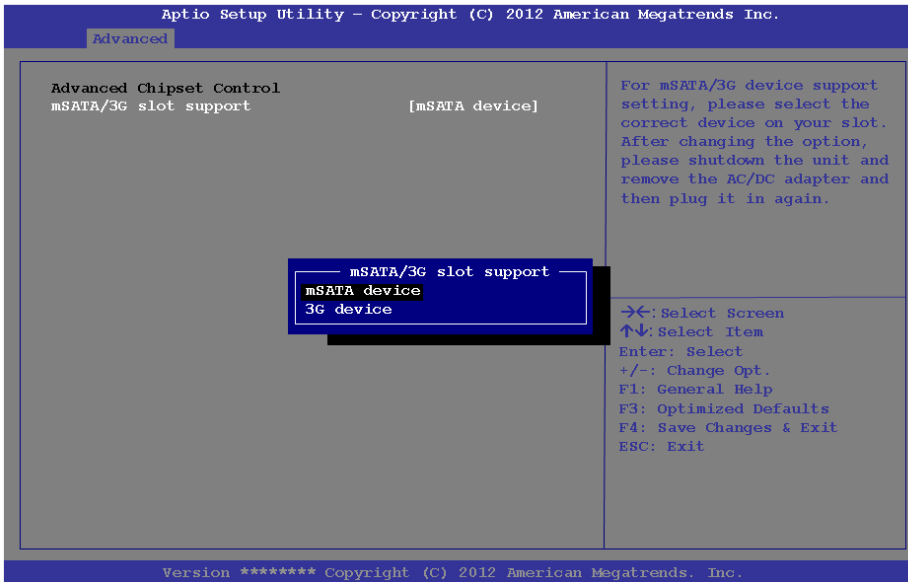 Aptio Setup Utility – Copyright (C) 2012 American Megatrends Inc.
Advanced
Advanced Chipset Control
mSATA/3G slot support [mSATA device]
For mSATA/3G device support
setting, please select the
correct device on your slot.
After changing the option,
please shutdown the unit and
remove the AC/DC adapter and
then plug it in again.
mSATA/3G slot support
mSATA device
3G device
→←:Select Screen
↑↓:Select Item
Enter: Select
+/-: Change Opt.
F1: General Help
F3: Optimized Defaults
F4: Save Changes & Exit
ESC: Exit
Version ******** Copyright (C) 2012 American Megatrends. Inc.